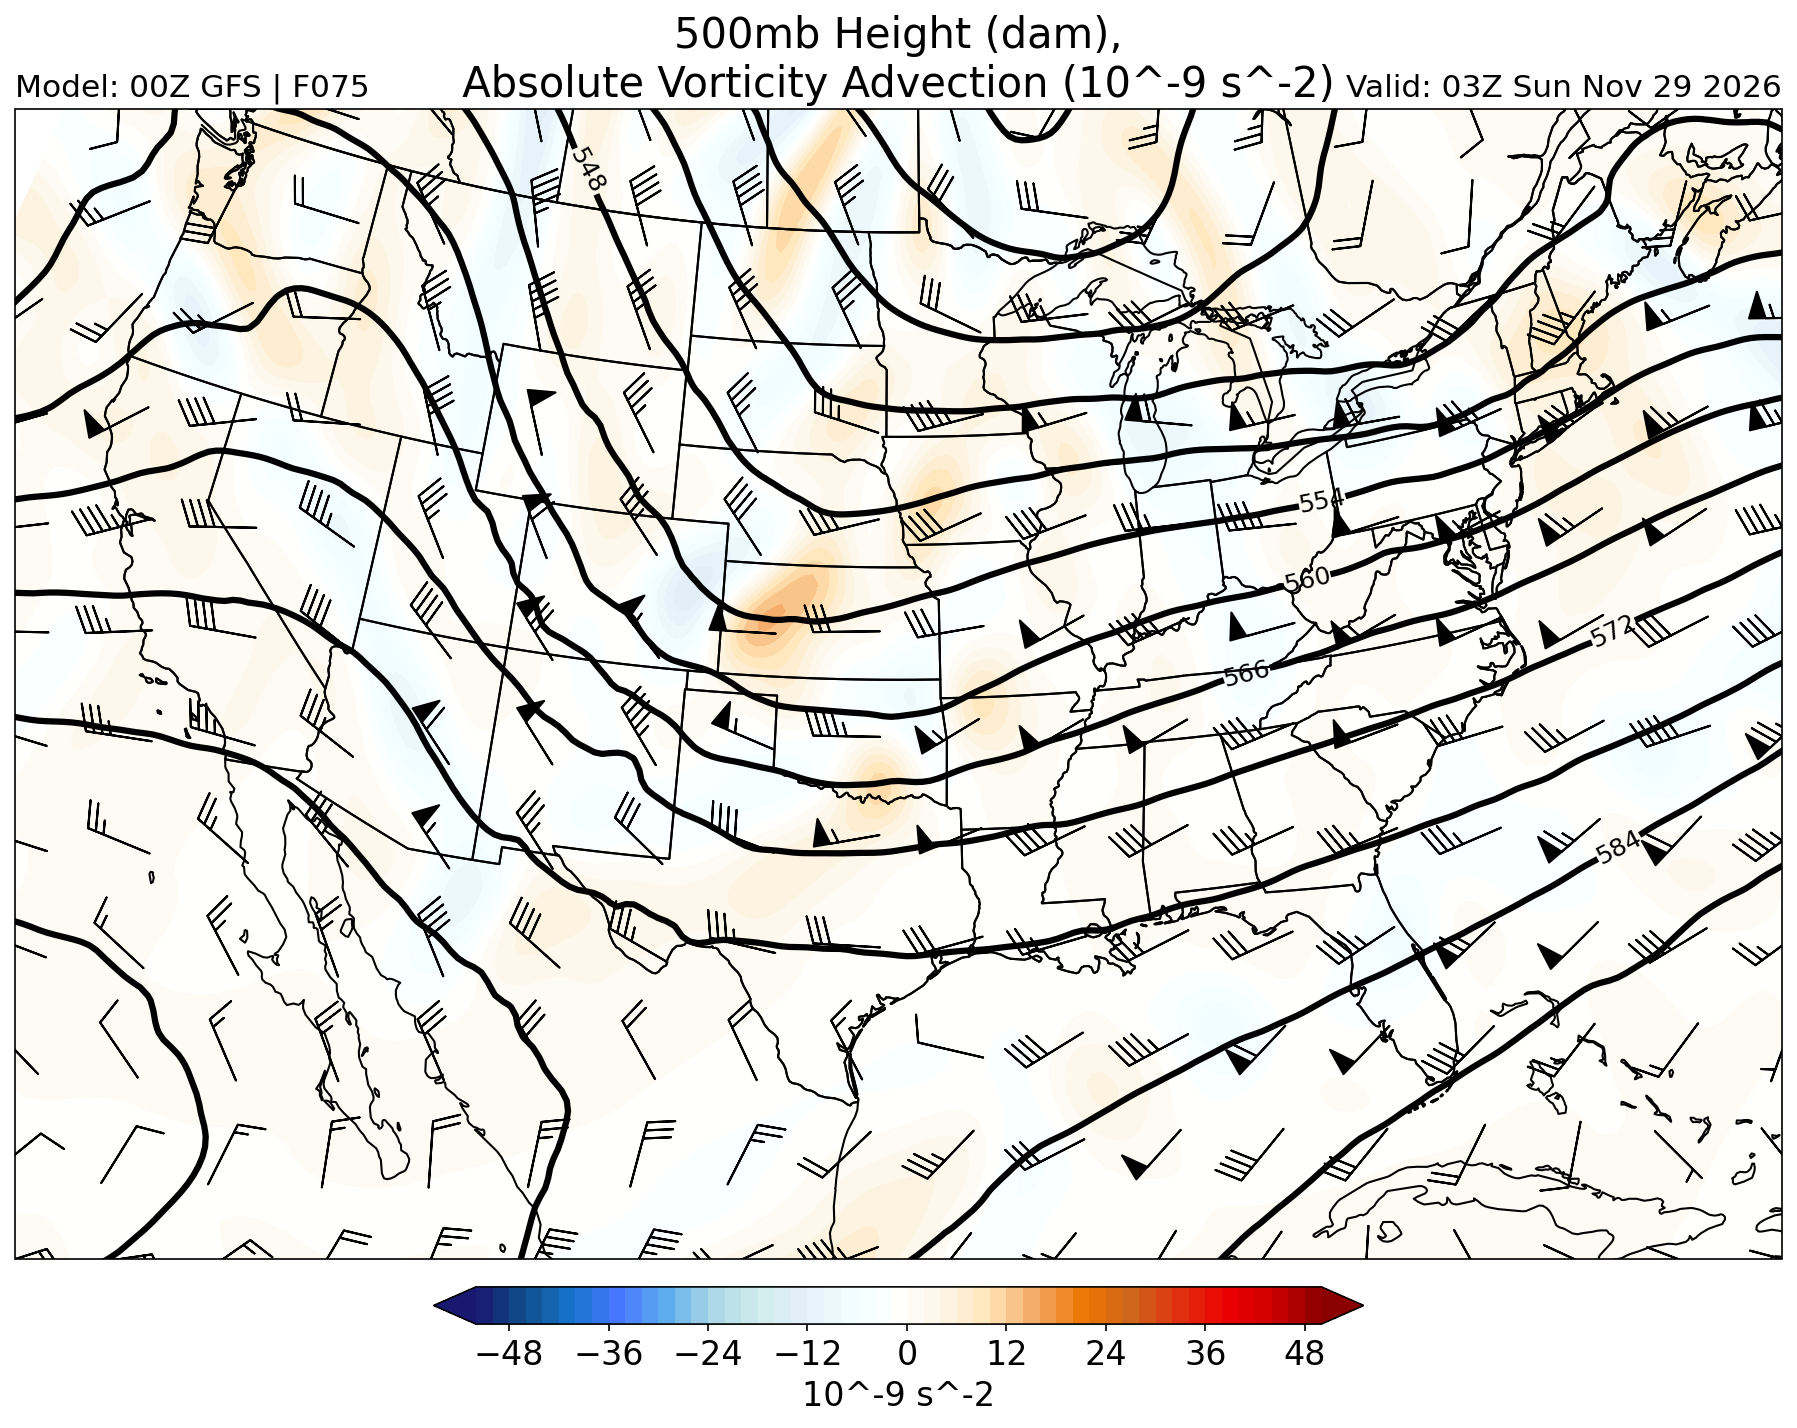 500mb Height (dam),
Model: 00Z GFS | F075
Absolute Vorticity Advection (10^-9 s^-2)
Valid: 03Z Sun Nov 29 2026
548
554
560
572
566
584
−48 −36 −24 −12 0 12 24 36 48
10^-9 s^-2